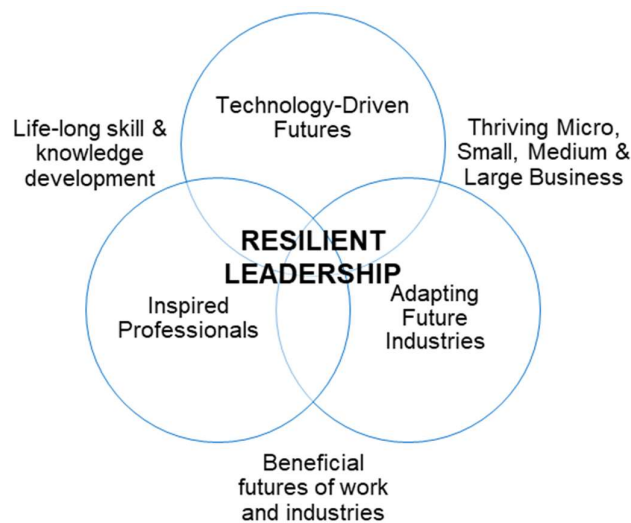 Technology-Driven
Futures
Life-long skill &
knowledge
development
Thriving Micro,
Small, Medium &
Large Business
RESILIENT
LEADERSHIP
Inspired
Professionals
Adapting
Future
Industries
Beneficial
futures of work
and industries